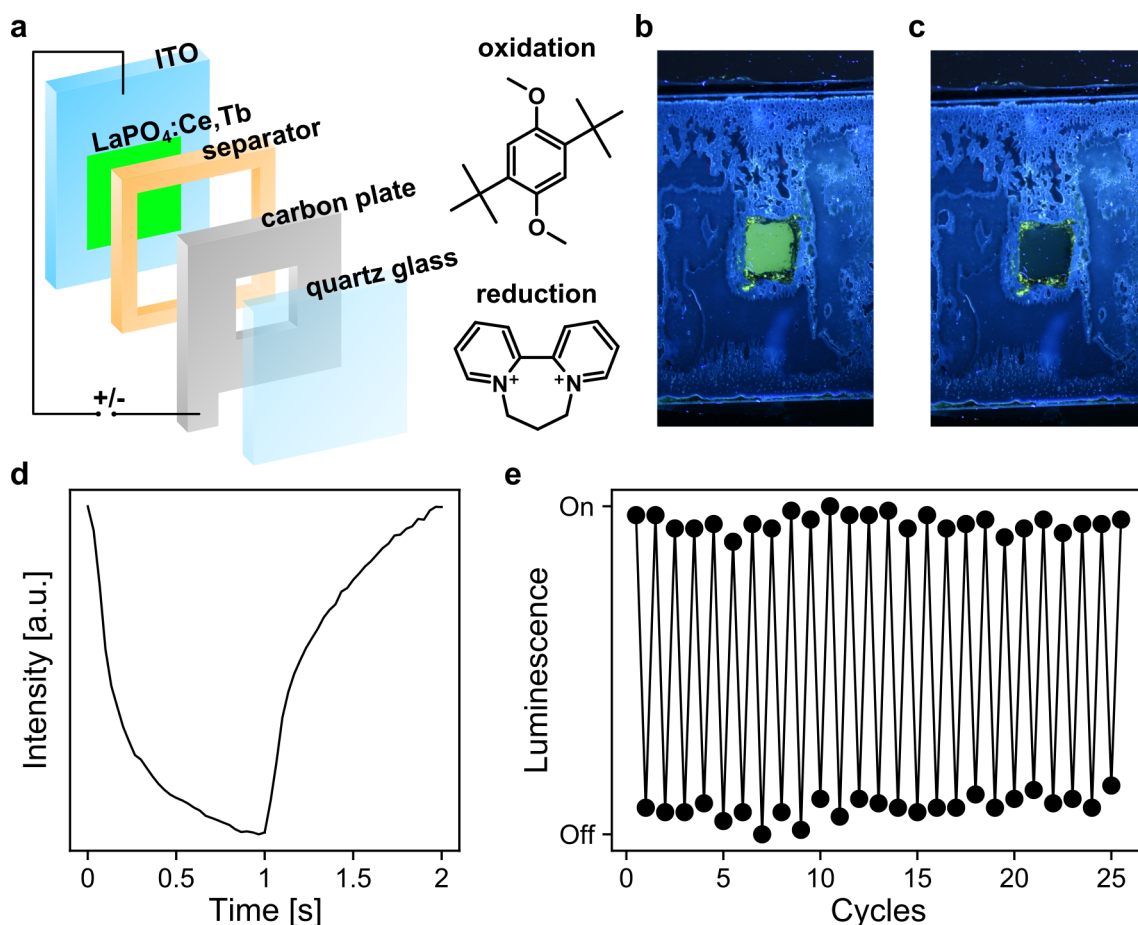 a
ITO
LaPO4:Ce,Tb
separator
carbon plate
quartz glass
+/-
oxidation
O
O
reduction
N+
+N
b
c
d
Intensity [a.u.]
0
0.5
1
1.5
2
Time [s]
e
On
Off
Luminescence
0
5
10
15
20
25
Cycles